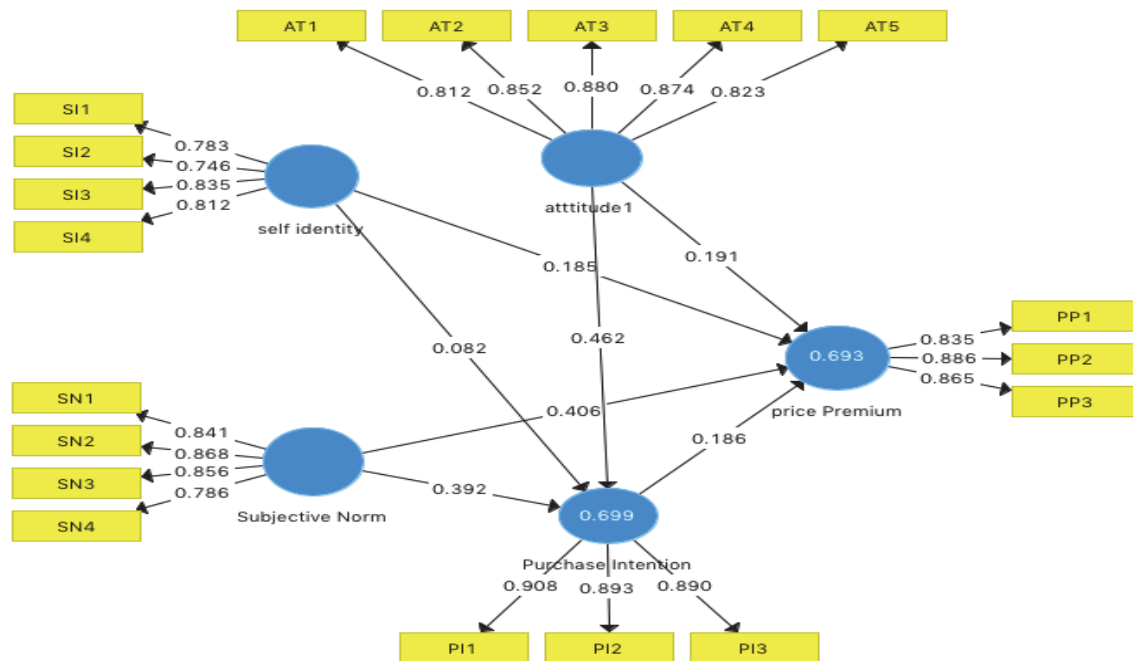 AT1 AT2 AT3 AT4 AT5
0.812 0.852 0.880 0.874 0.823
SI1
SI2
SI3
SI4
0.783
0.746
0.835
0.812
self identity
atttitude1
0.185
0.191
0.082
0.462
0.693
price Premium
0.835
0.886
0.865
PP1
PP2
PP3
SN1
SN2
SN3
SN4
0.841
0.868
0.856
0.786
Subjective Norm
0.406
0.392
0.186
0.699
Purchase Intention
0.908 0.893 0.890
PI1 PI2 PI3